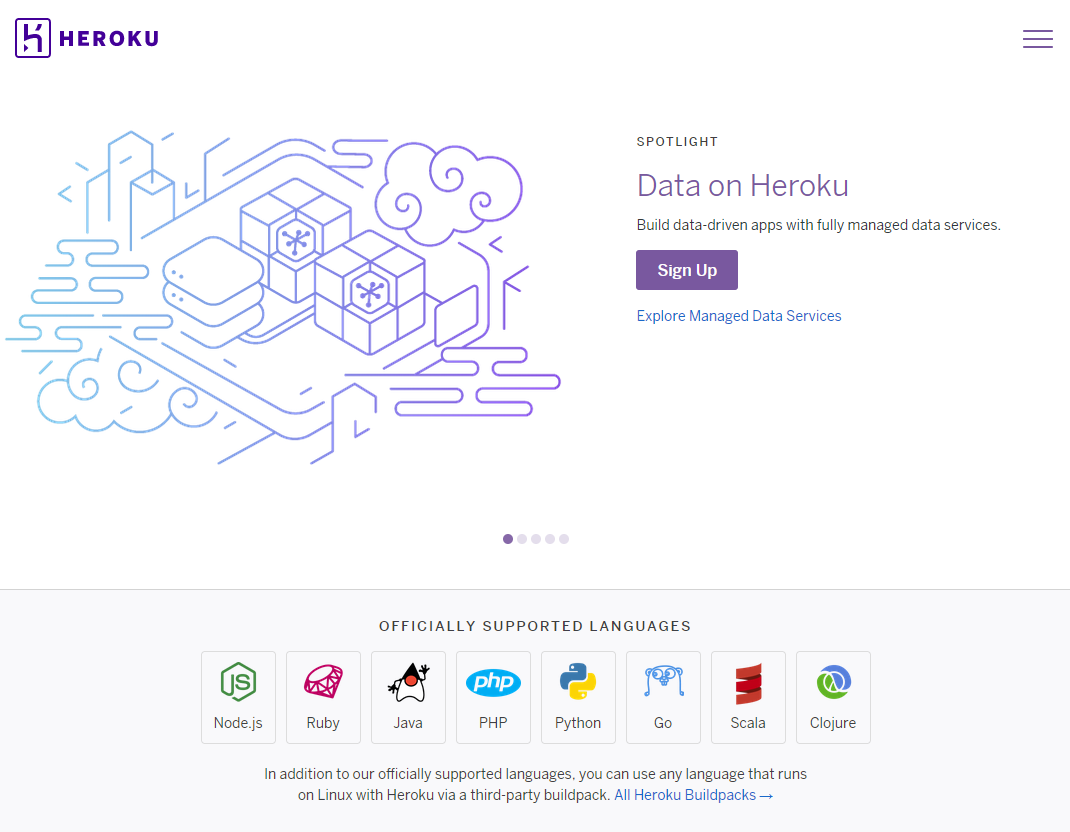 HEROKU
SPOTLIGHT
Data on Heroku
Build data-driven apps with fully managed data services.
Sign Up
Explore Managed Data Services
OFFICIALLY SUPPORTED LANGUAGES
JS
php
Node.js
Ruby
Java
PHP
Python
Go
Scala
Clojure
In addition to our officially supported languages, you can use any language that runs
on Linux with Heroku via a third-party buildpack. All Heroku Buildpacks →